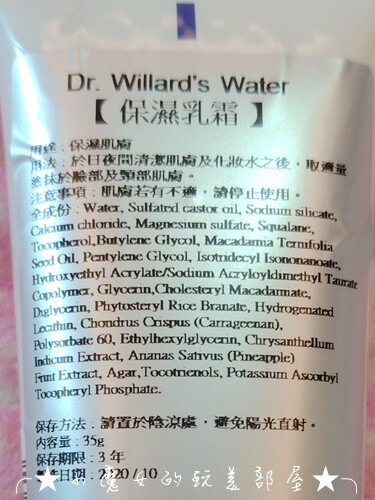 Dr. Willard's Water
【保濕乳霜】
用途：保濕肌膚
用法：於日夜間清潔肌膚及化妝水之後，取適量
塗抹於臉部及頸部肌膚。
注意事項：肌膚若有不適，請停止使用。
全成份：Water, Sulfated castor oil, Sodium silicate,
Calcium chloride, Magnesium sulfate, Squalane,
Tocopherol,Butylene Glycol, Macadamia Ternifolia
Seed Oil, Pentylene Glycol, Isotridecyl Isononanoate,
Hydroxyethyl Acrylate/Sodium Acryloyldimethyl Taurate
Copolymer, Glycerin,Cholesteryl Macadamiate,
Diglycerin, Phytosteryl Rice Branate, Hydrogenated
Lecithin, Chondrus Crispus (Carrageenan),
Polysorbate 60, Ethylhexylglycerin, Chrysanthellum
Indicum Extract, Ananas Sativus (Pineapple)
Fruit Extract, Agar,Tocotrienols, Potassium Ascorbyl
Tocopheryl Phosphate.
保存方法：請置於陰涼處，避免陽光直射。
內容量：35g
保存期限：3 年
日期：2020/10
魔女的玩美部屋